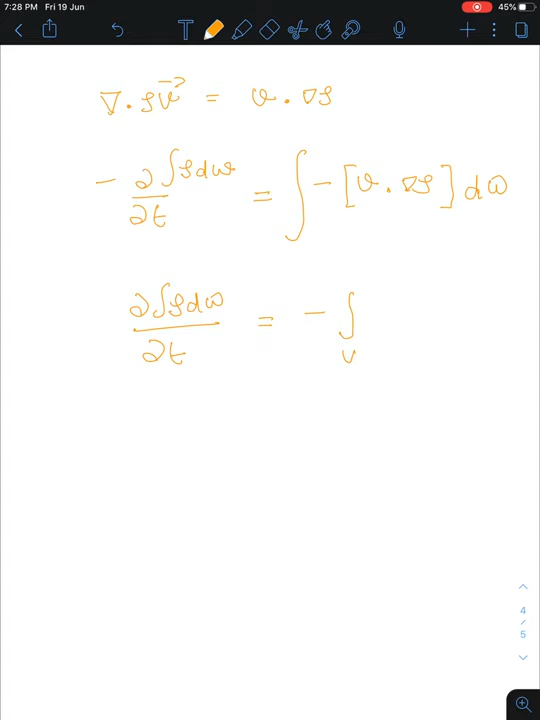 7:28 PM Fri 19 Jun 45%
∇ . ρv⃗ = v . ∇ρ
− ∂∫ρdω / ∂t = ∫ − [v . ∇ρ] dω
∂∫ρdω / ∂t = − ∫v
4
/
5